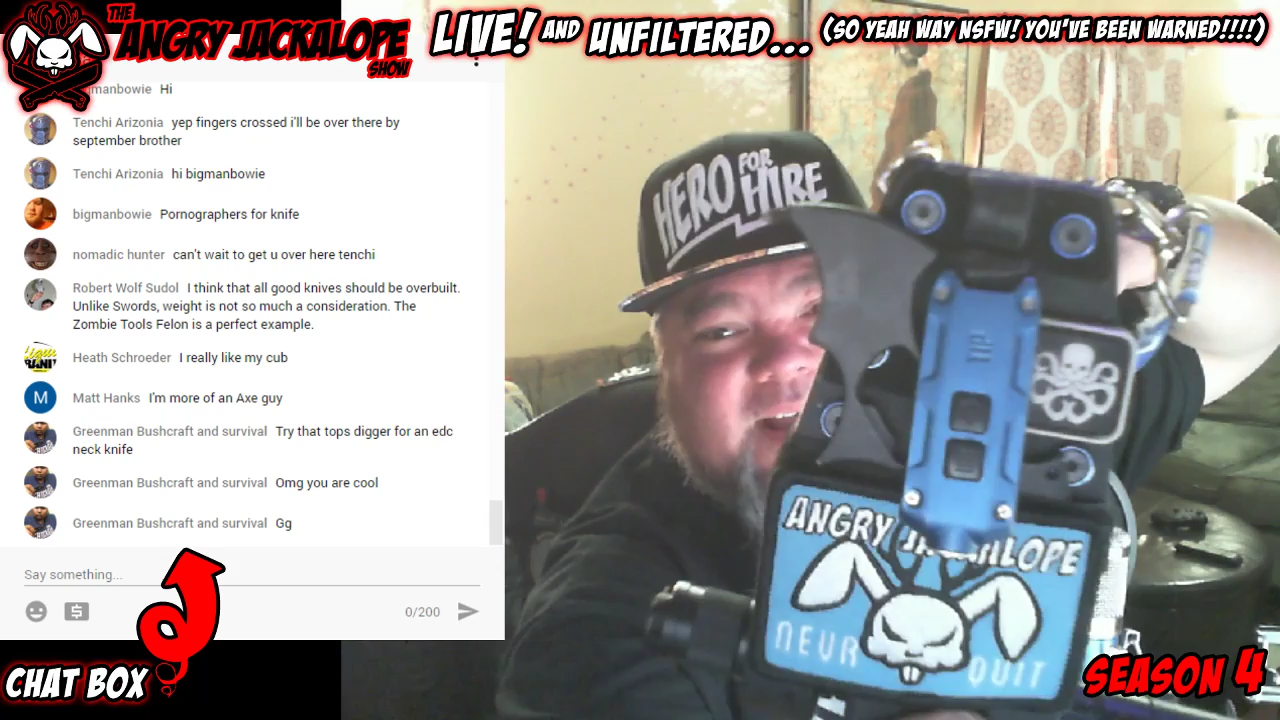 THE
ANGRY JACKALOPE
SHOW
LIVE! AND UNFILTERED... (SO YEAH WAY NSFW! YOU'VE BEEN WARNED!!!!)
manbowie Hi
Tenchi Arizonia yep fingers crossed i'll be over there by
september brother
Tenchi Arizonia hi bigmanbowie
bigmanbowie Pornographers for knife
nomadic hunter can't wait to get u over here tenchi
Robert Wolf Sudol I think that all good knives should be overbuilt.
Unlike Swords, weight is not so much a consideration. The
Zombie Tools Felon is a perfect example.
Heath Schroeder I really like my cub
Matt Hanks I'm more of an Axe guy
M
Greenman Bushcraft and survival Try that tops digger for an edc
neck knife
Greenman Bushcraft and survival Omg you are cool
Greenman Bushcraft and survival Gg
Say something...
0/200
CHAT BOX
HERO FOR
HIRE
ANGRY JACKALOPE
NEVR QUIT
SEASON 4